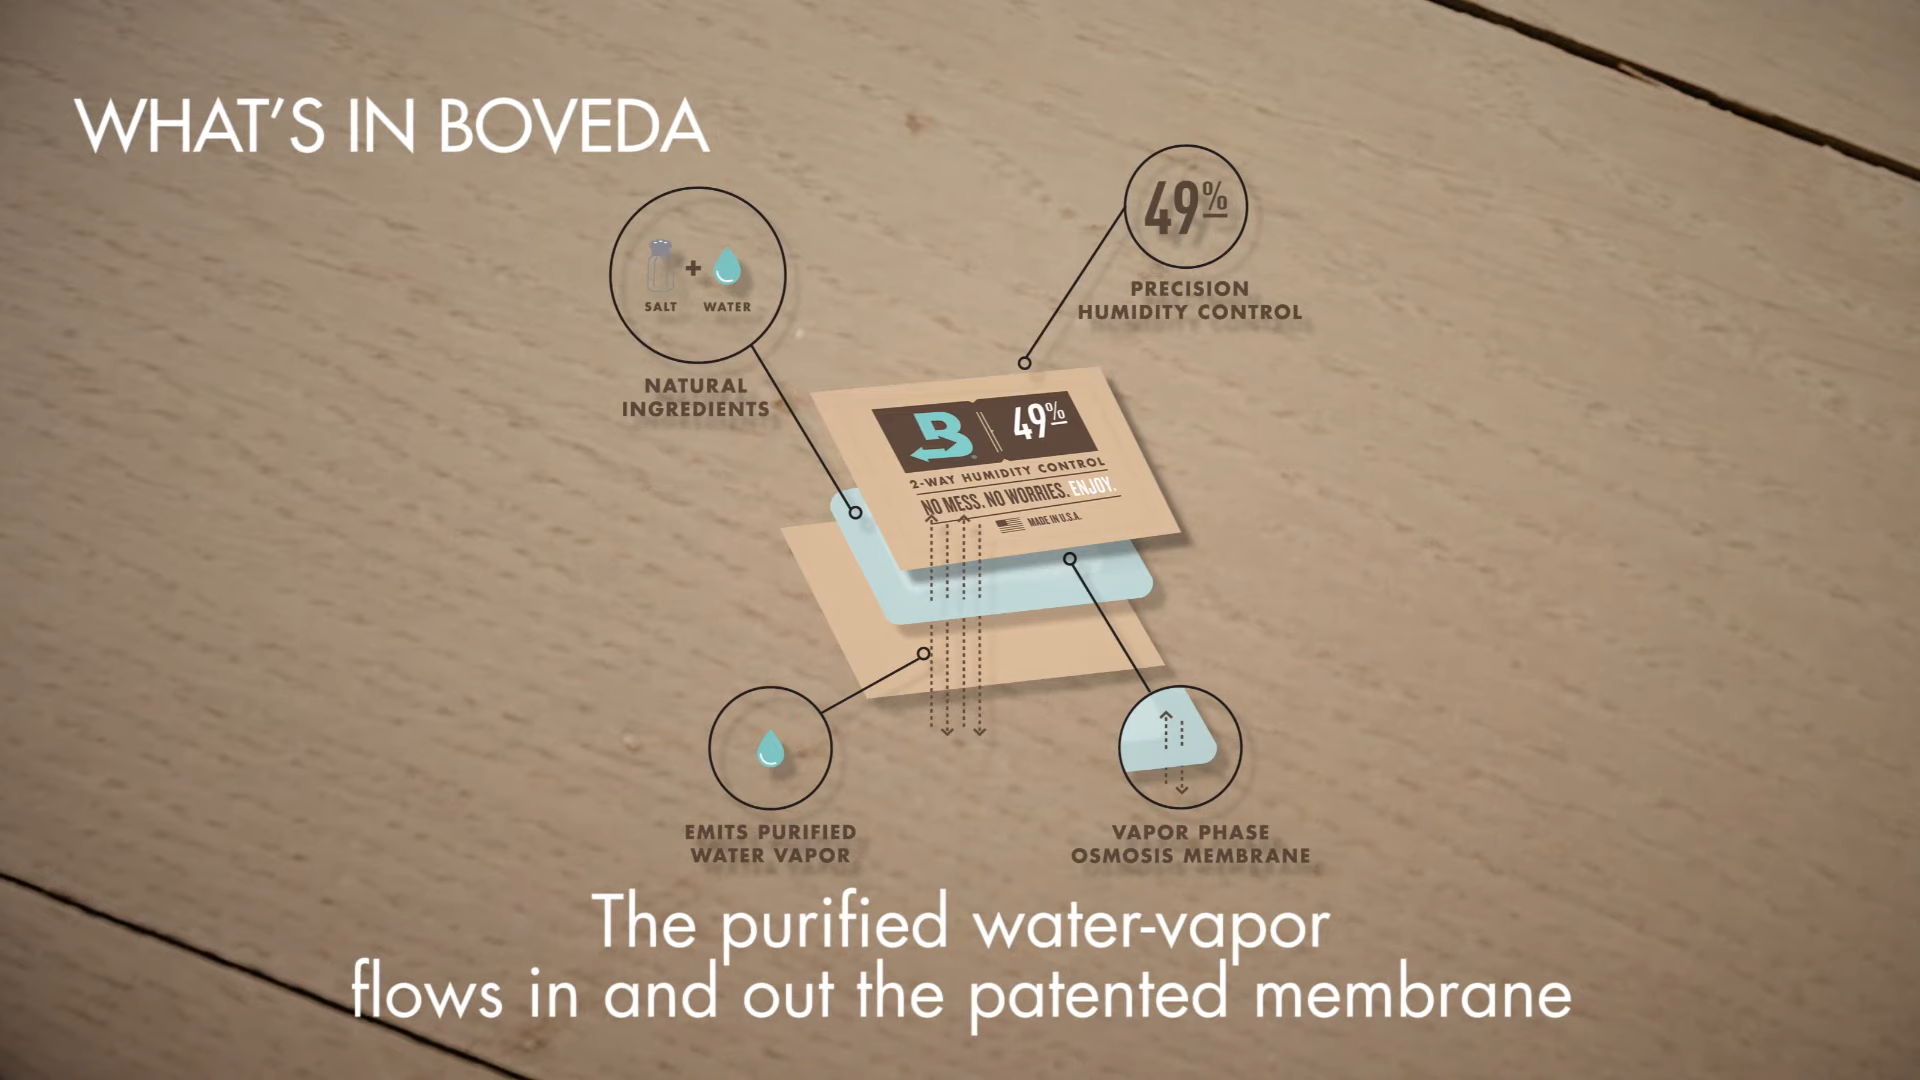 WHAT'S IN BOVEDA
49%
PRECISION
HUMIDITY CONTROL
SALT + WATER
NATURAL
INGREDIENTS
B 49%
2-WAY HUMIDITY CONTROL
NO MESS. NO WORRIES. ENJOY.
MADE IN U.S.A.
EMITS PURIFIED
WATER VAPOR
VAPOR PHASE
OSMOSIS MEMBRANE
The purified water-vapor
flows in and out the patented membrane